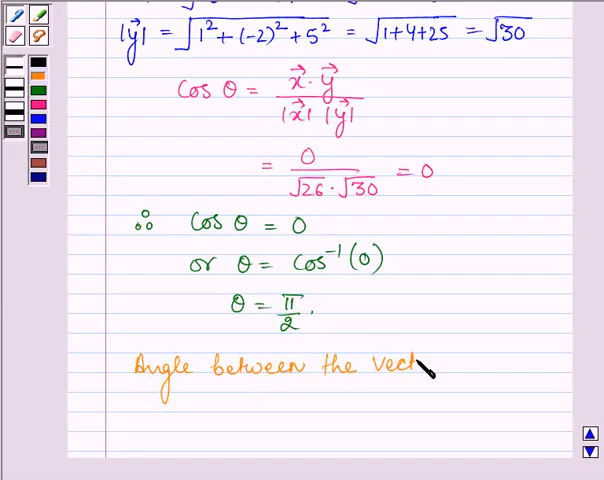 |y⃗| = √1² + (-2)² + 5² = √1+4+25 = √30
Cos θ = x⃗ · y⃗ / |x⃗| |y⃗|
= 0 / √26 · √30 = 0
∴ Cos θ = 0
or θ = Cos⁻¹ (0)
θ = π/2.
Angle between the vect